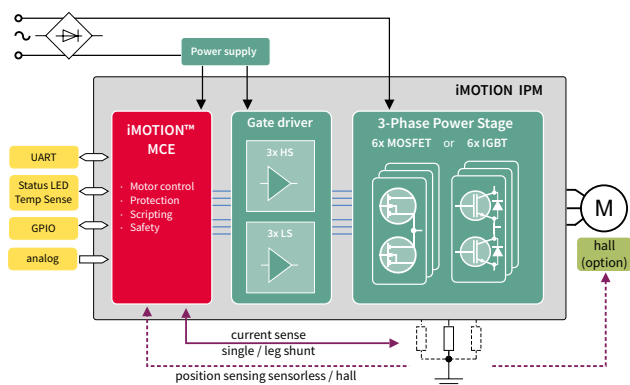 Power supply
iMOTION IPM
iMOTION™
MCE
· Motor control
· Protection
· Scripting
· Safety
Gate driver
3x HS
3x LS
3-Phase Power Stage
6x MOSFET or 6x IGBT
UART
Status LED
Temp Sense
GPIO
analog
M
hall
(option)
current sense
single / leg shunt
position sensing sensorless / hall